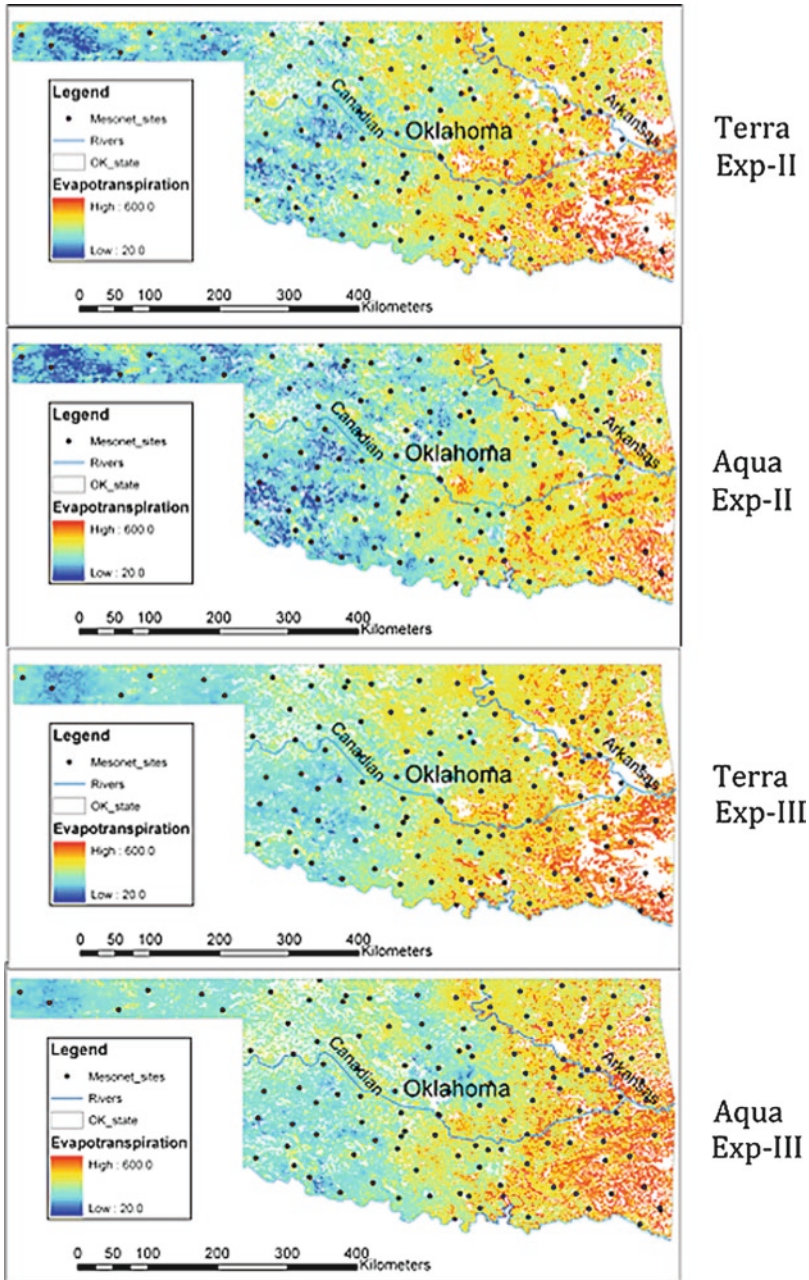 Legend
Mesonet_sites
Rivers
OK_state
Evapotranspiration
High : 600.0
Low : 20.0
Canadian
Oklahoma
Arkansas
0 50 100 200 300 400
Kilometers
Terra
Exp-II
Legend
Mesonet_sites
Rivers
OK_state
Evapotranspiration
High : 600.0
Low : 20.0
Canadian
Oklahoma
Arkansas
0 50 100 200 300 400
Kilometers
Aqua
Exp-II
Legend
Mesonet_sites
Rivers
OK_state
Evapotranspiration
High : 600.0
Low : 20.0
Canadian
Oklahoma
Arkansas
0 50 100 200 300 400
Kilometers
Terra
Exp-III
Legend
Mesonet_sites
Rivers
OK_state
Evapotranspiration
High : 600.0
Low : 20.0
Canadian
Oklahoma
Arkansas
0 50 100 200 300 400
Kilometers
Aqua
Exp-III